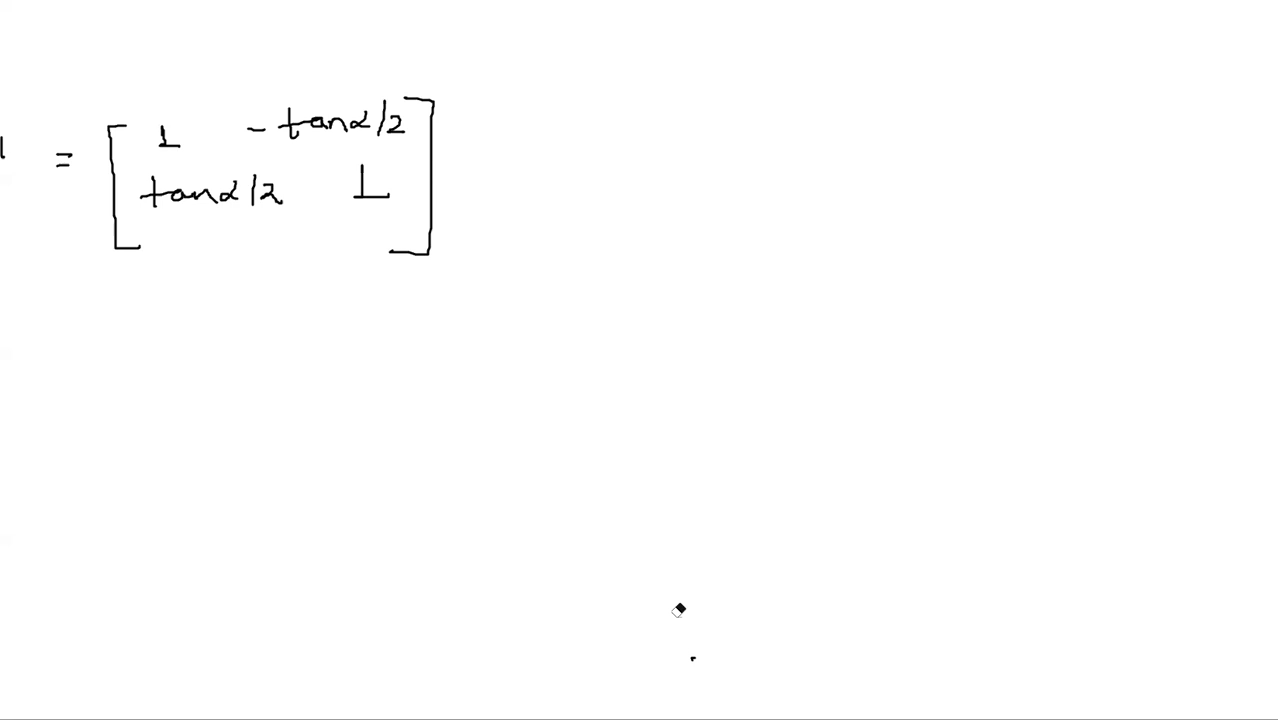 = [ 1 - tanα/2
tanα/2 1 ]